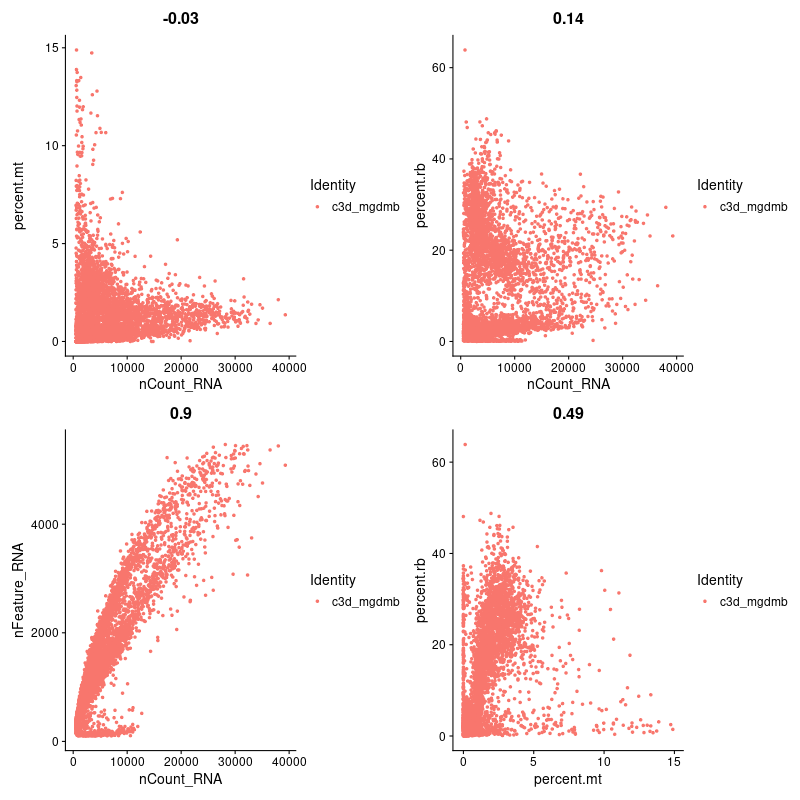 -0.03
percent.mt
15
10
5
0
0 10000 20000 30000 40000
nCount_RNA
Identity
c3d_mgdmb
0.14
percent.rb
60
40
20
0
0 10000 20000 30000 40000
nCount_RNA
Identity
c3d_mgdmb
0.9
nFeature_RNA
4000
2000
0
0 10000 20000 30000 40000
nCount_RNA
Identity
c3d_mgdmb
0.49
percent.rb
60
40
20
0
0 5 10 15
percent.mt
Identity
c3d_mgdmb